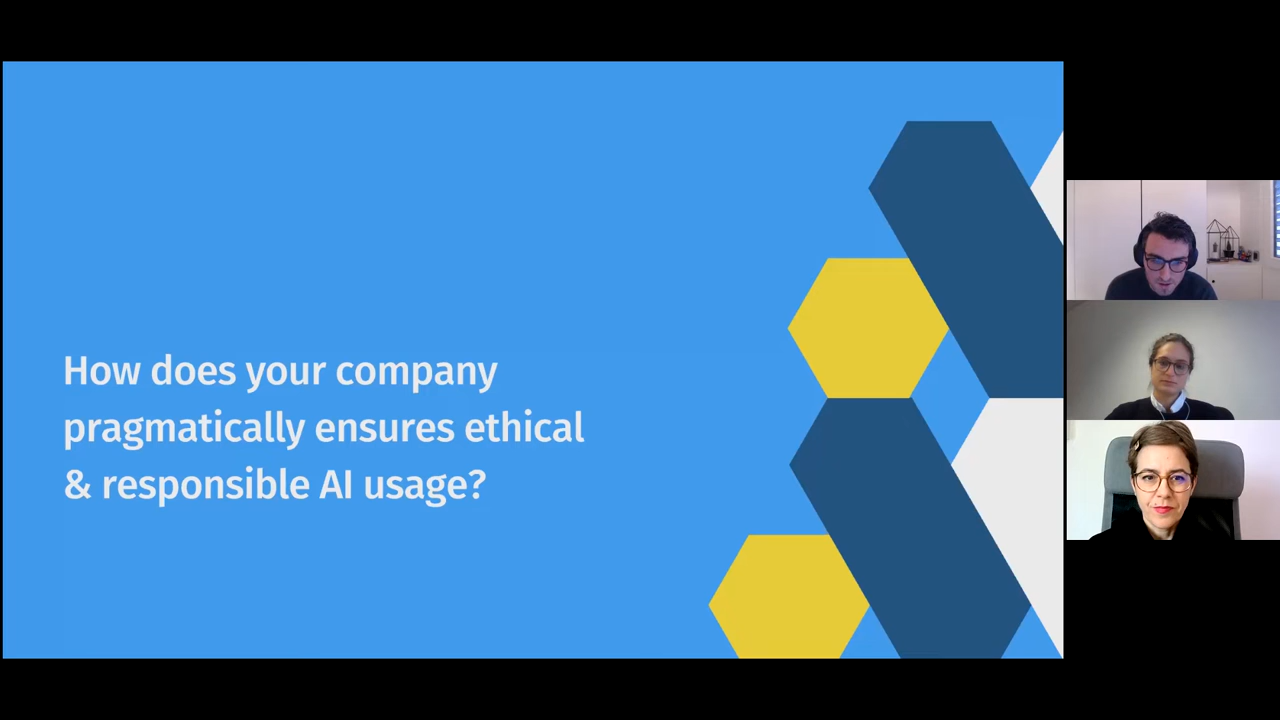 How does your company
pragmatically ensures ethical
& responsible AI usage?